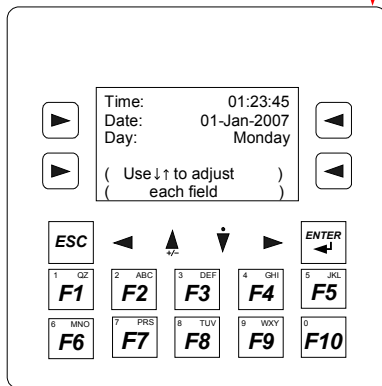 Time: 01:23:45
Date: 01-Jan-2007
Day: Monday
( Use↓↑ to adjust )
( each field )
ESC +/- ENTER
1 QZ 2 ABC 3 DEF 4 GHI 5 JKL
F1 F2 F3 F4 F5
6 MNO 7 PRS 8 TUV 9 WXY 0
F6 F7 F8 F9 F10